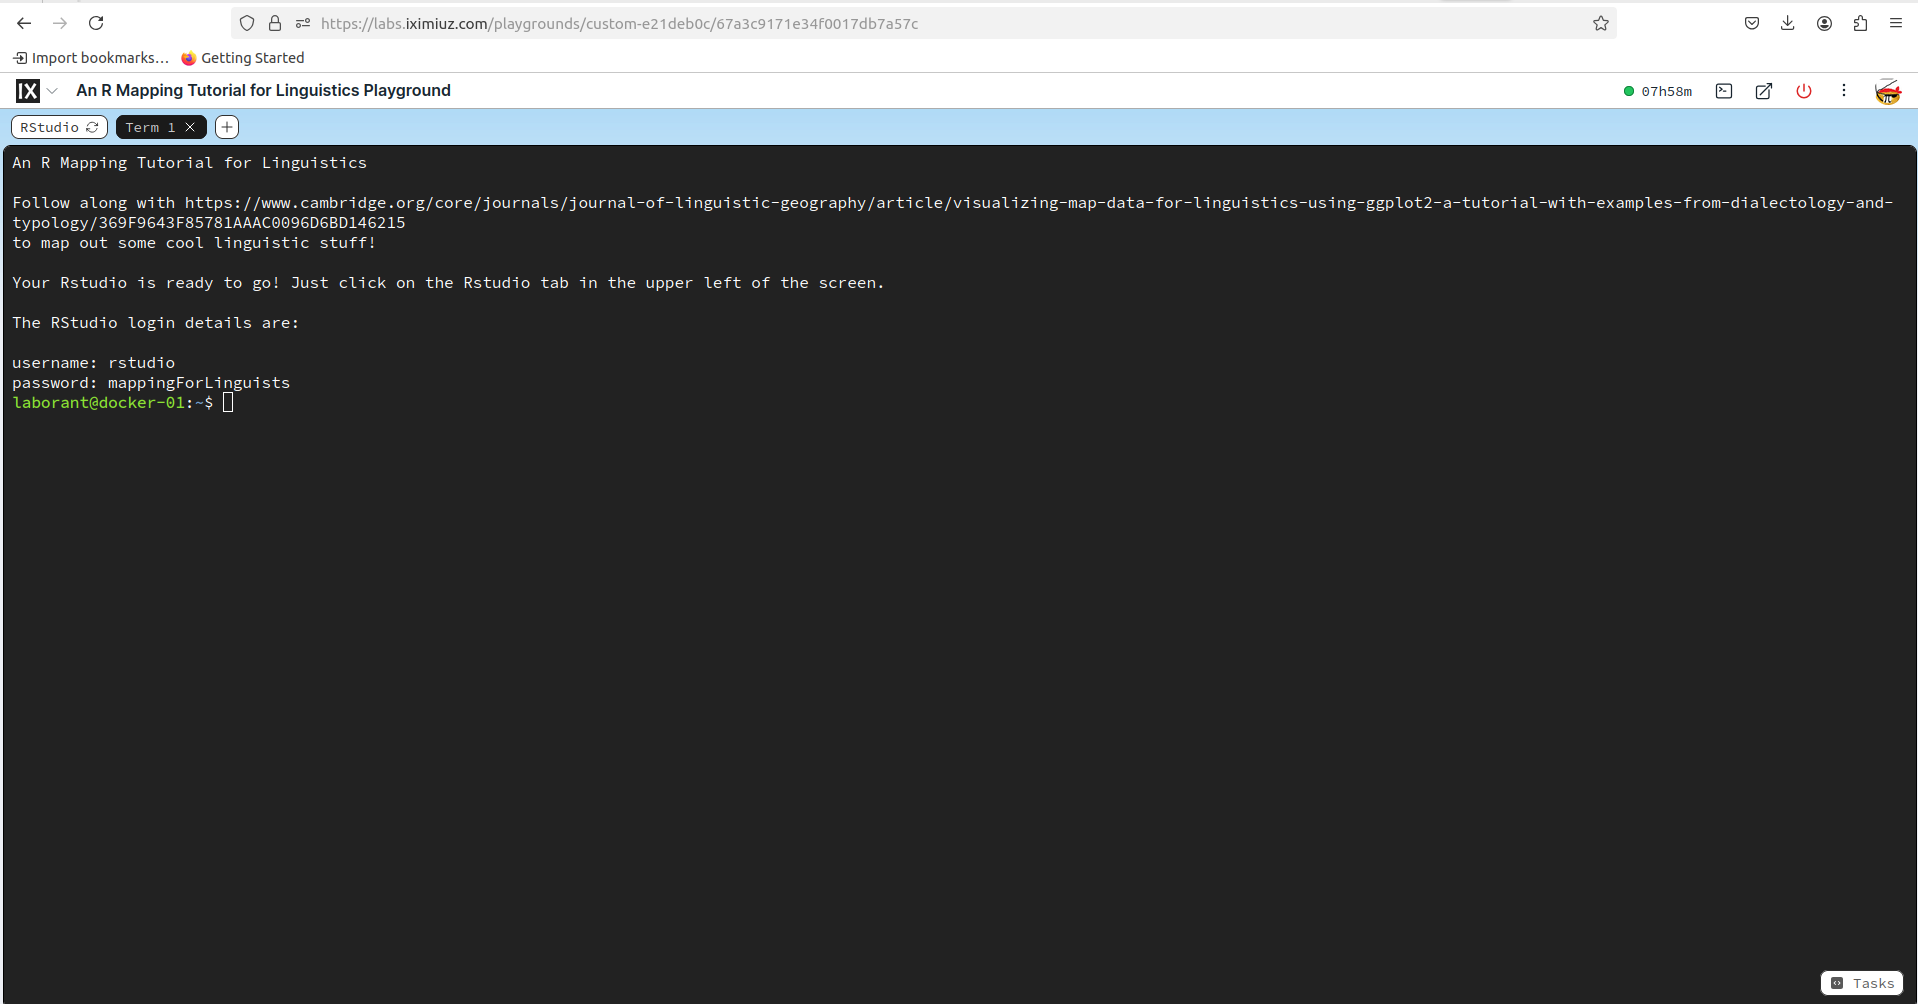 https://labs.iximiuz.com/playgrounds/custom-e21deb0c/67a3c9171e34f0017db7a57c
Import bookmarks… Getting Started
IX An R Mapping Tutorial for Linguistics Playground 07h58m
RStudio Term 1
An R Mapping Tutorial for Linguistics
Follow along with https://www.cambridge.org/core/journals/journal-of-linguistic-geography/article/visualizing-map-data-for-linguistics-using-ggplot2-a-tutorial-with-examples-from-dialectology-and-
typology/369F9643F85781AAAC0096D6BD146215
to map out some cool linguistic stuff!
Your Rstudio is ready to go! Just click on the Rstudio tab in the upper left of the screen.
The RStudio login details are:
username: rstudio
password: mappingForLinguists
laborant@docker-01:~$
Tasks